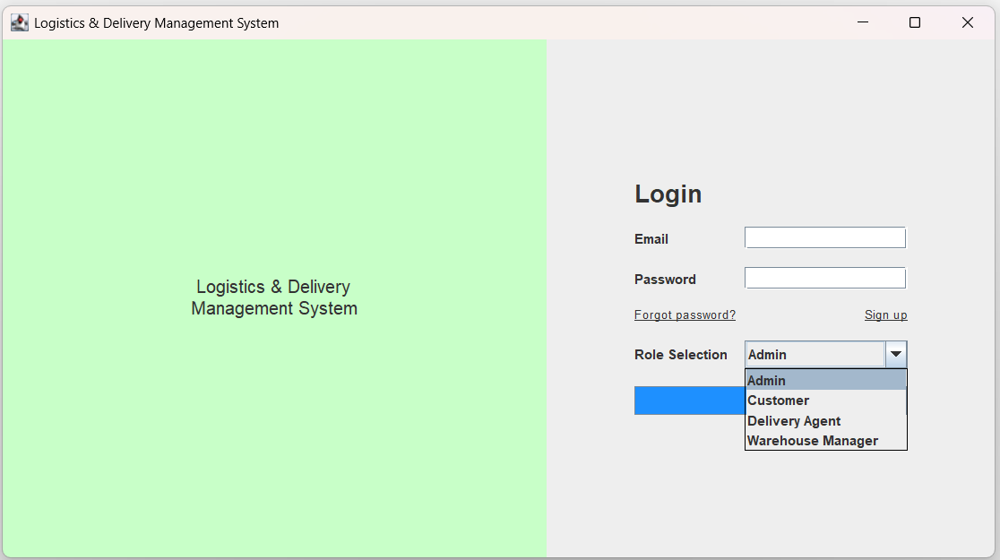 Logistics & Delivery Management System
Logistics & Delivery
Management System
Login
Email
Password
Forgot password? Sign up
Role Selection Admin
Admin
Customer
Delivery Agent
Warehouse Manager